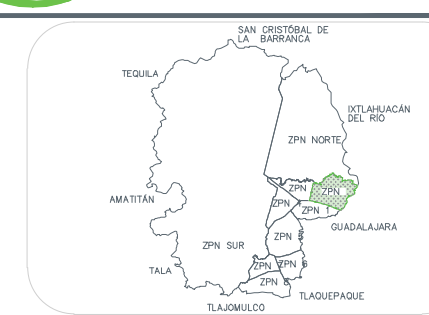 SAN CRISTÓBAL DE
LA BARRANCA
TEQUILA
IXTLAHUACÁN
DEL RÍO
ZPN NORTE
ZPN
ZPN
AMATITÁN
ZPN
ZPN 1
GUADALAJARA
ZPN 5
ZPN SUR
ZPN
ZPN 6
TALA
ZPN 8
TLAQUEPAQUE
TLAJOMULCO